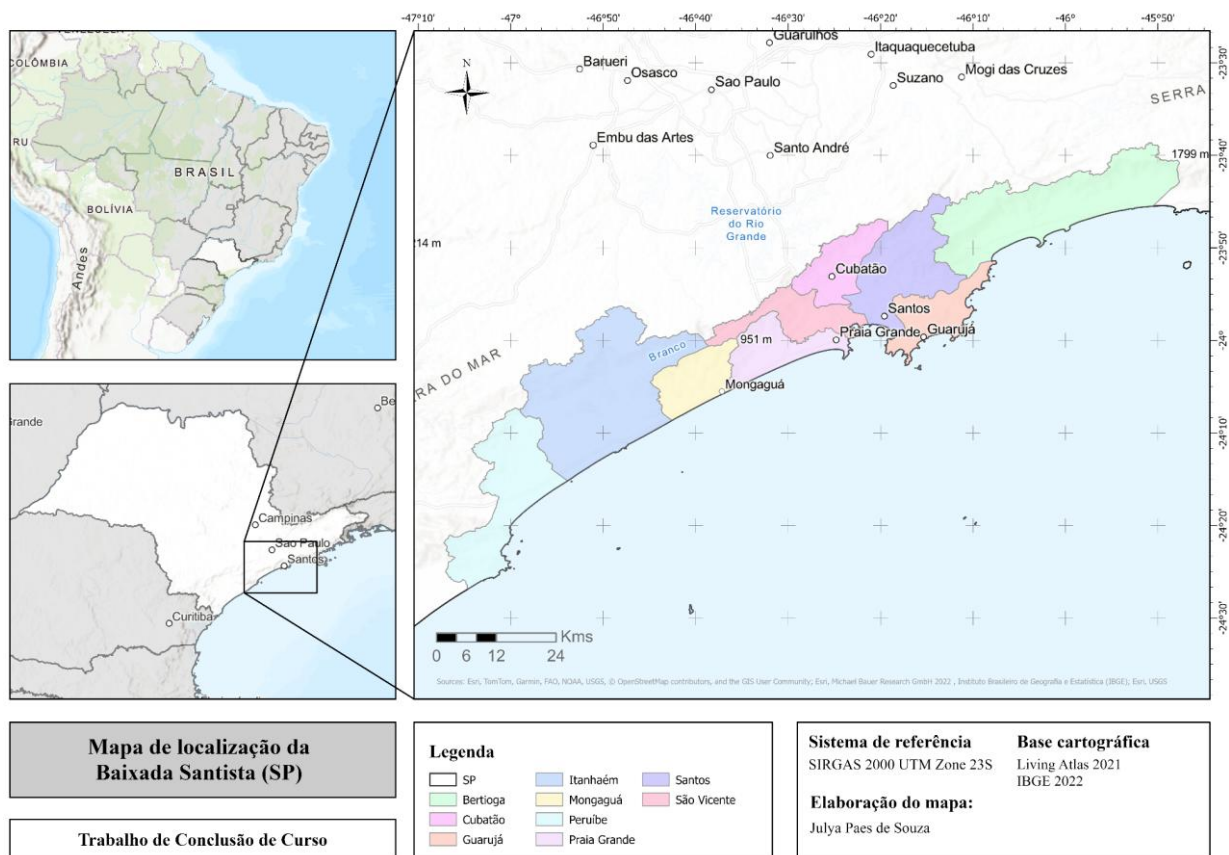 VENEZUELA
COLÔMBIA
RU
BRASIL
BOLÍVIA
Andes
Grande
Be
Campinas
Sao Paulo
Santos
Curitiba
-47°10'
-47°
-46°50'
-46°40'
-46°30'
-46°20'
-46°10'
-46°
-45°50'
Guarulhos
Itaquaquecetuba
Barueri
Osasco
Sao Paulo
Suzano
Mogi das Cruzes
SERRA
N
Embu das Artes
Santo André
1799 m
Reservatório
do Rio
Grande
214 m
Cubatão
Santos
Praia Grande
Guarujá
951 m
Branco
RA DO MAR
Mongaguá
-23°30'
-23°40'
-23°50'
-24°
-24°10'
-24°20'
-24°30'
Kms
0 6 12 24
Sources: Esri, TomTom, Garmin, FAO, NOAA, USGS, © OpenStreetMap contributors, and the GIS User Community; Esri, Michael Bauer Research GmbH 2022 , Instituto Brasileiro de Geografia e Estatística (IBGE); Esri, USGS
Mapa de localização da
Baixada Santista (SP)
Trabalho de Conclusão de Curso
Legenda
SP
Bertioga
Cubatão
Guarujá
Itanhaém
Mongaguá
Peruíbe
Praia Grande
Santos
São Vicente
Sistema de referência
SIRGAS 2000 UTM Zone 23S
Base cartográfica
Living Atlas 2021
IBGE 2022
Elaboração do mapa:
Julya Paes de Souza